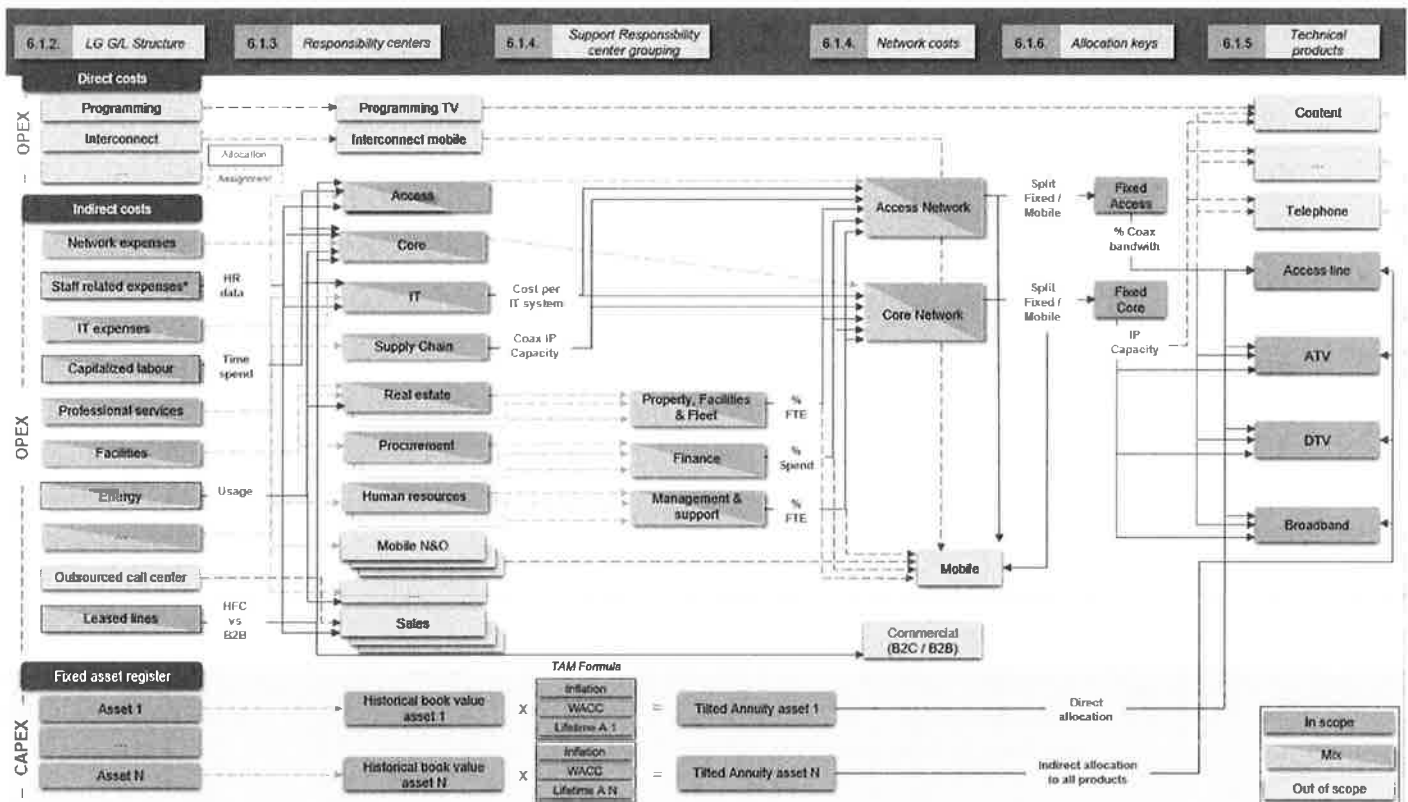 6.1.2. LG G/L Structure
6.1.3. Responsibility centers
6.1.4. Support Responsibility
center grouping
6.1.4. Network costs
6.1.6. Allocation keys
6.1.5 Technical
products
Direct costs
OPEX
Programming
Programming TV
Content
Interconnect
Interconnect mobile
...
Allocation
Assignment
...
Indirect costs
OPEX
Access
Access Network
Split
Fixed /
Mobile
Fixed
Access
Telephone
% Coax
bandwith
Network expenses
Core
Access line
Staff related expenses*
HR
data
IT
Cost per
IT system
Core Network
Split
Fixed /
Mobile
Fixed
Core
IT expenses
Supply Chain
Coax IP
Capacity
IP
Capacity
ATV
Capitalized labour
Time
spend
Real estate
Property, Facilities
& Fleet
%
FTE
Professional services
Procurement
Finance
%
Spend
DTV
Facilities
Energy
Usage
Human resources
Management &
support
%
FTE
Broadband
...
Mobile N&O
Mobile
Outsourced call center
...
Leased lines
HFC
vs
B2B
Sales
Commercial
(B2C / B2B)
Fixed asset register
CAPEX
TAM Formula
Asset 1
Historical book value
asset 1
x
Inflation
WACC
Lifetime A 1
=
Tilted Annuity asset 1
Direct
allocation
...
Asset N
Historical book value
asset N
x
Inflation
WACC
Lifetime A N
=
Tilted Annuity asset N
Indirect allocation
to all products
In scope
Mix
Out of scope